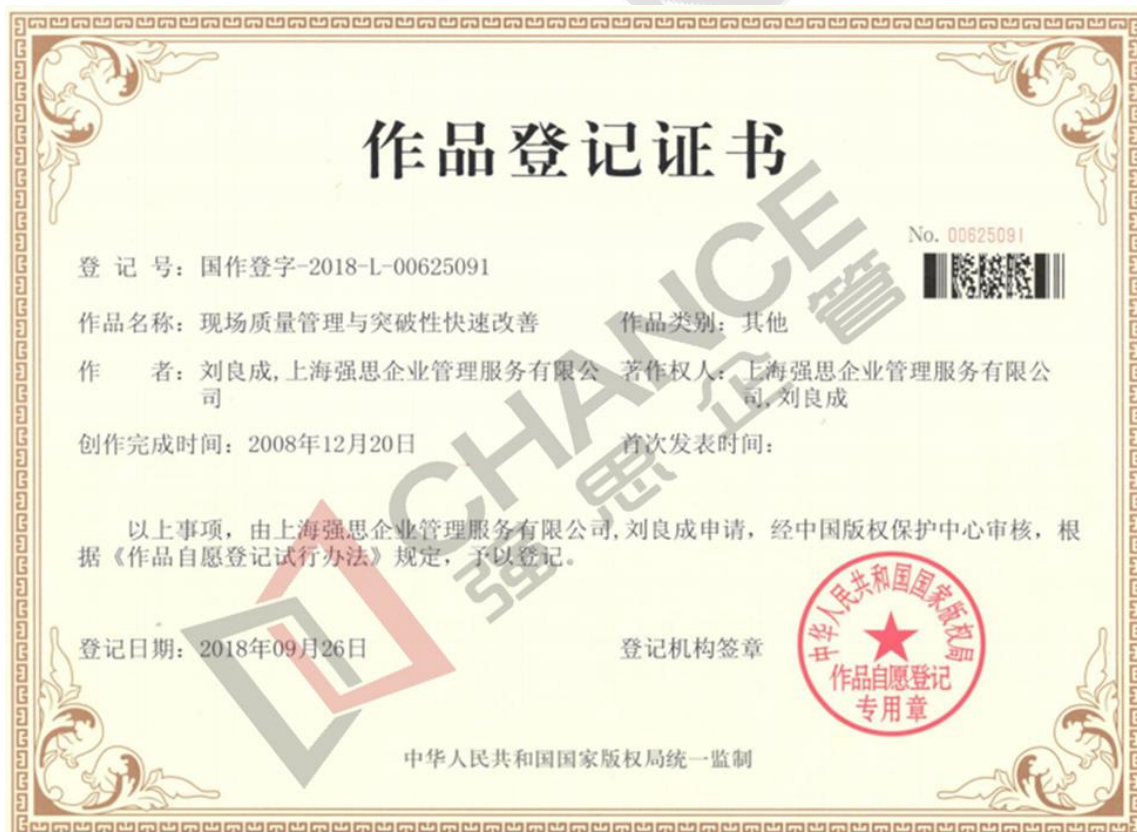 作品登记证书
No. 00625091
登 记 号：国作登字-2018-L-00625091
作品名称：现场质量管理与突破性快速改善
作品类别：其他
作 者：刘良成,上海强思企业管理服务有限公
司
著作权人：上海强思企业管理服务有限公
司,刘良成
创作完成时间：2008年12月20日
首次发表时间：
以上事项，由上海强思企业管理服务有限公司,刘良成申请，经中国版权保护中心审核，根
据《作品自愿登记试行办法》规定，予以登记.
登记日期：2018年09月26日
登记机构签章
中华人民共和国国家版权局
作品自愿登记
专用章
中华人民共和国国家版权局统一监制
CHANCE
强思企管